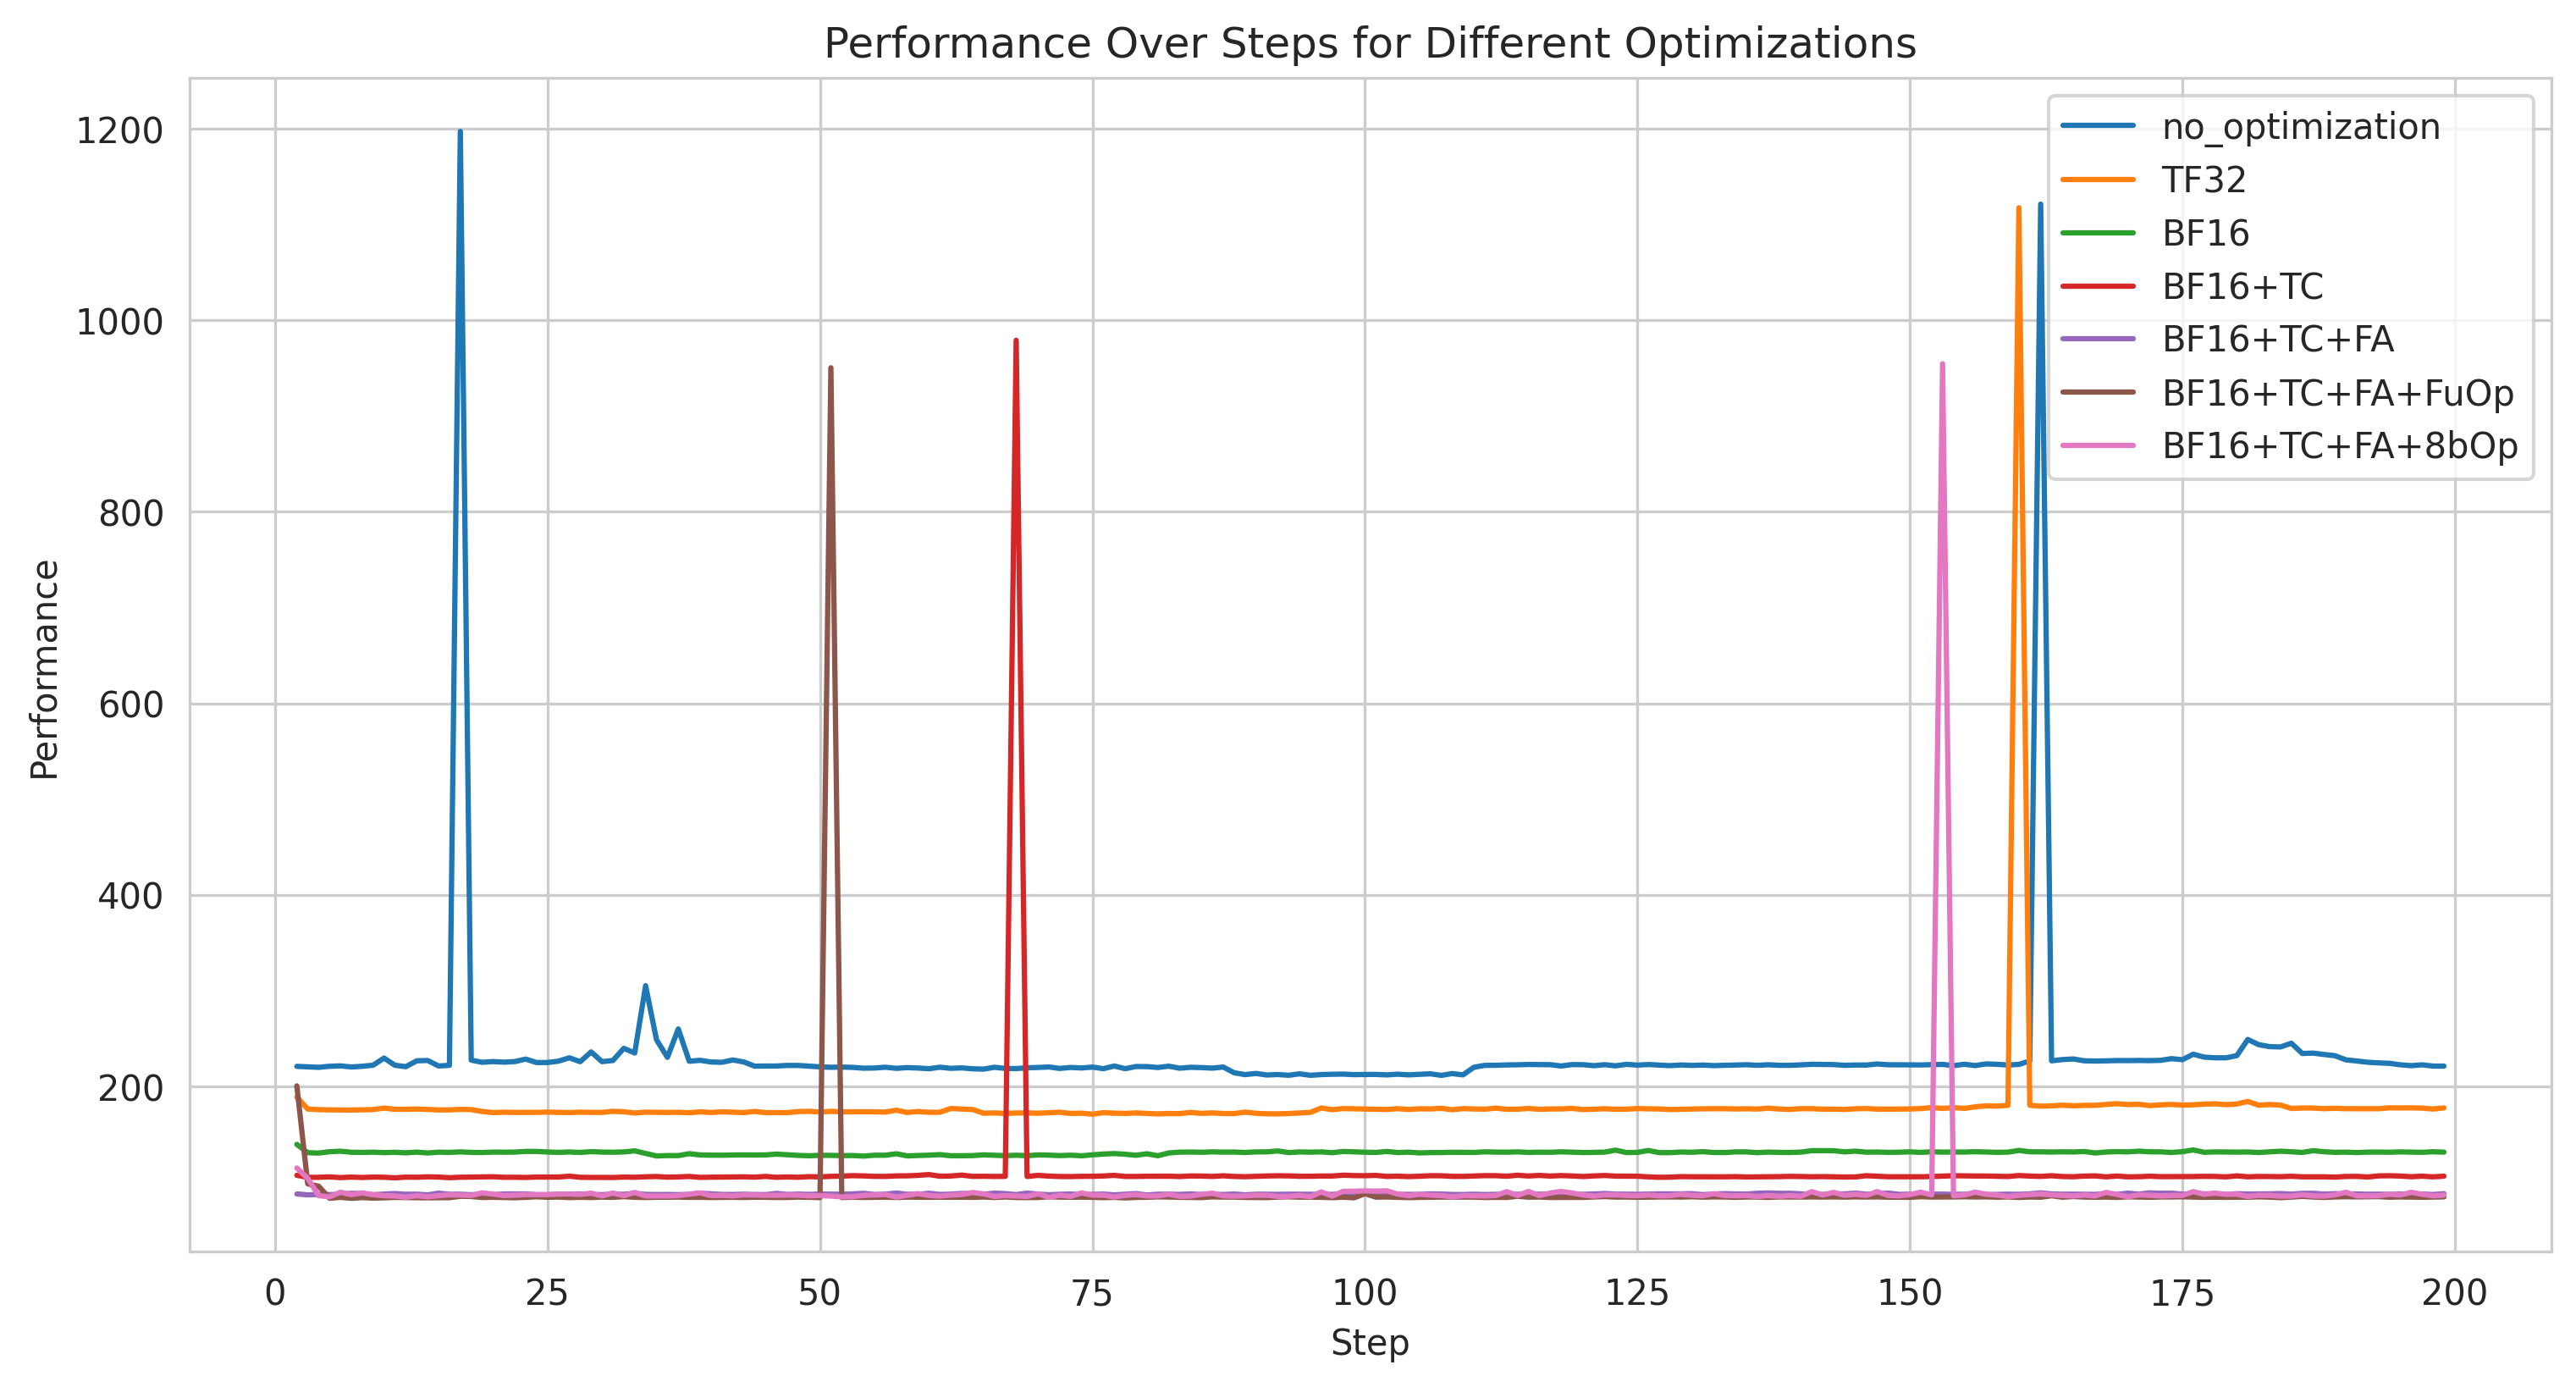 Performance Over Steps for Different Optimizations
1200
1000
800
600
400
200
Performance
no_optimization
TF32
BF16
BF16+TC
BF16+TC+FA
BF16+TC+FA+FuOp
BF16+TC+FA+8bOp
0 25 50 75 100 125 150 175 200
Step